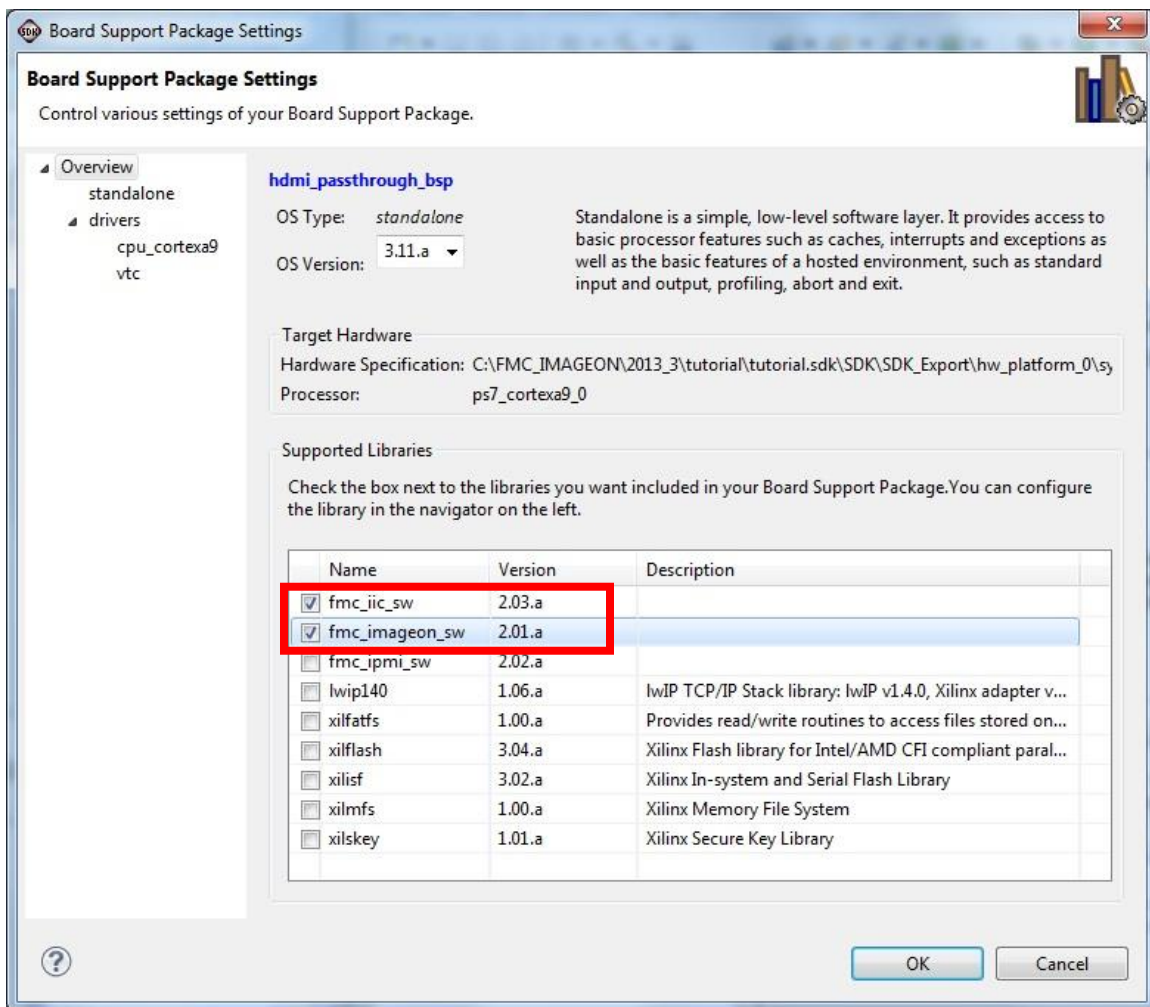 Board Support Package Settings
Board Support Package Settings
Control various settings of your Board Support Package.
Overview
standalone
drivers
cpu_cortexa9
vtc
hdmi_passthrough_bsp
OS Type: standalone
OS Version: 3.11.a
Standalone is a simple, low-level software layer. It provides access to
basic processor features such as caches, interrupts and exceptions as
well as the basic features of a hosted environment, such as standard
input and output, profiling, abort and exit.
Target Hardware
Hardware Specification: C:\FMC_IMAGEON\2013_3\tutorial\tutorial.sdk\SDK\SDK_Export\hw_platform_0\sy
Processor: ps7_cortexa9_0
Supported Libraries
Check the box next to the libraries you want included in your Board Support Package.You can configure
the library in the navigator on the left.
Name Version Description
fmc_iic_sw 2.03.a
fmc_imageon_sw 2.01.a
fmc_ipmi_sw 2.02.a
lwip140 1.06.a lwIP TCP/IP Stack library: lwIP v1.4.0, Xilinx adapter v...
xilfatfs 1.00.a Provides read/write routines to access files stored on...
xilflash 3.04.a Xilinx Flash library for Intel/AMD CFI compliant paral...
xilisf 3.02.a Xilinx In-system and Serial Flash Library
xilmfs 1.00.a Xilinx Memory File System
xilskey 1.01.a Xilinx Secure Key Library
OK Cancel